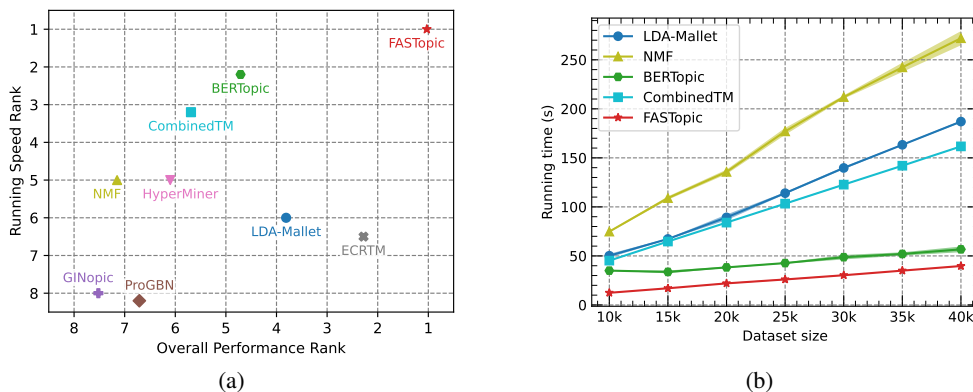 1
2
3
4
5
6
7
8
Running Speed Rank
FASTopic
BERTopic
CombinedTM
NMF
HyperMiner
LDA-Mallet
ECRTM
GINopic
ProGBN
8
7
6
5
4
3
2
1
Overall Performance Rank
(a)
LDA-Mallet
NMF
BERTopic
CombinedTM
FASTopic
250
200
150
100
50
0
Running time (s)
10k
15k
20k
25k
30k
35k
40k
Dataset size
(b)